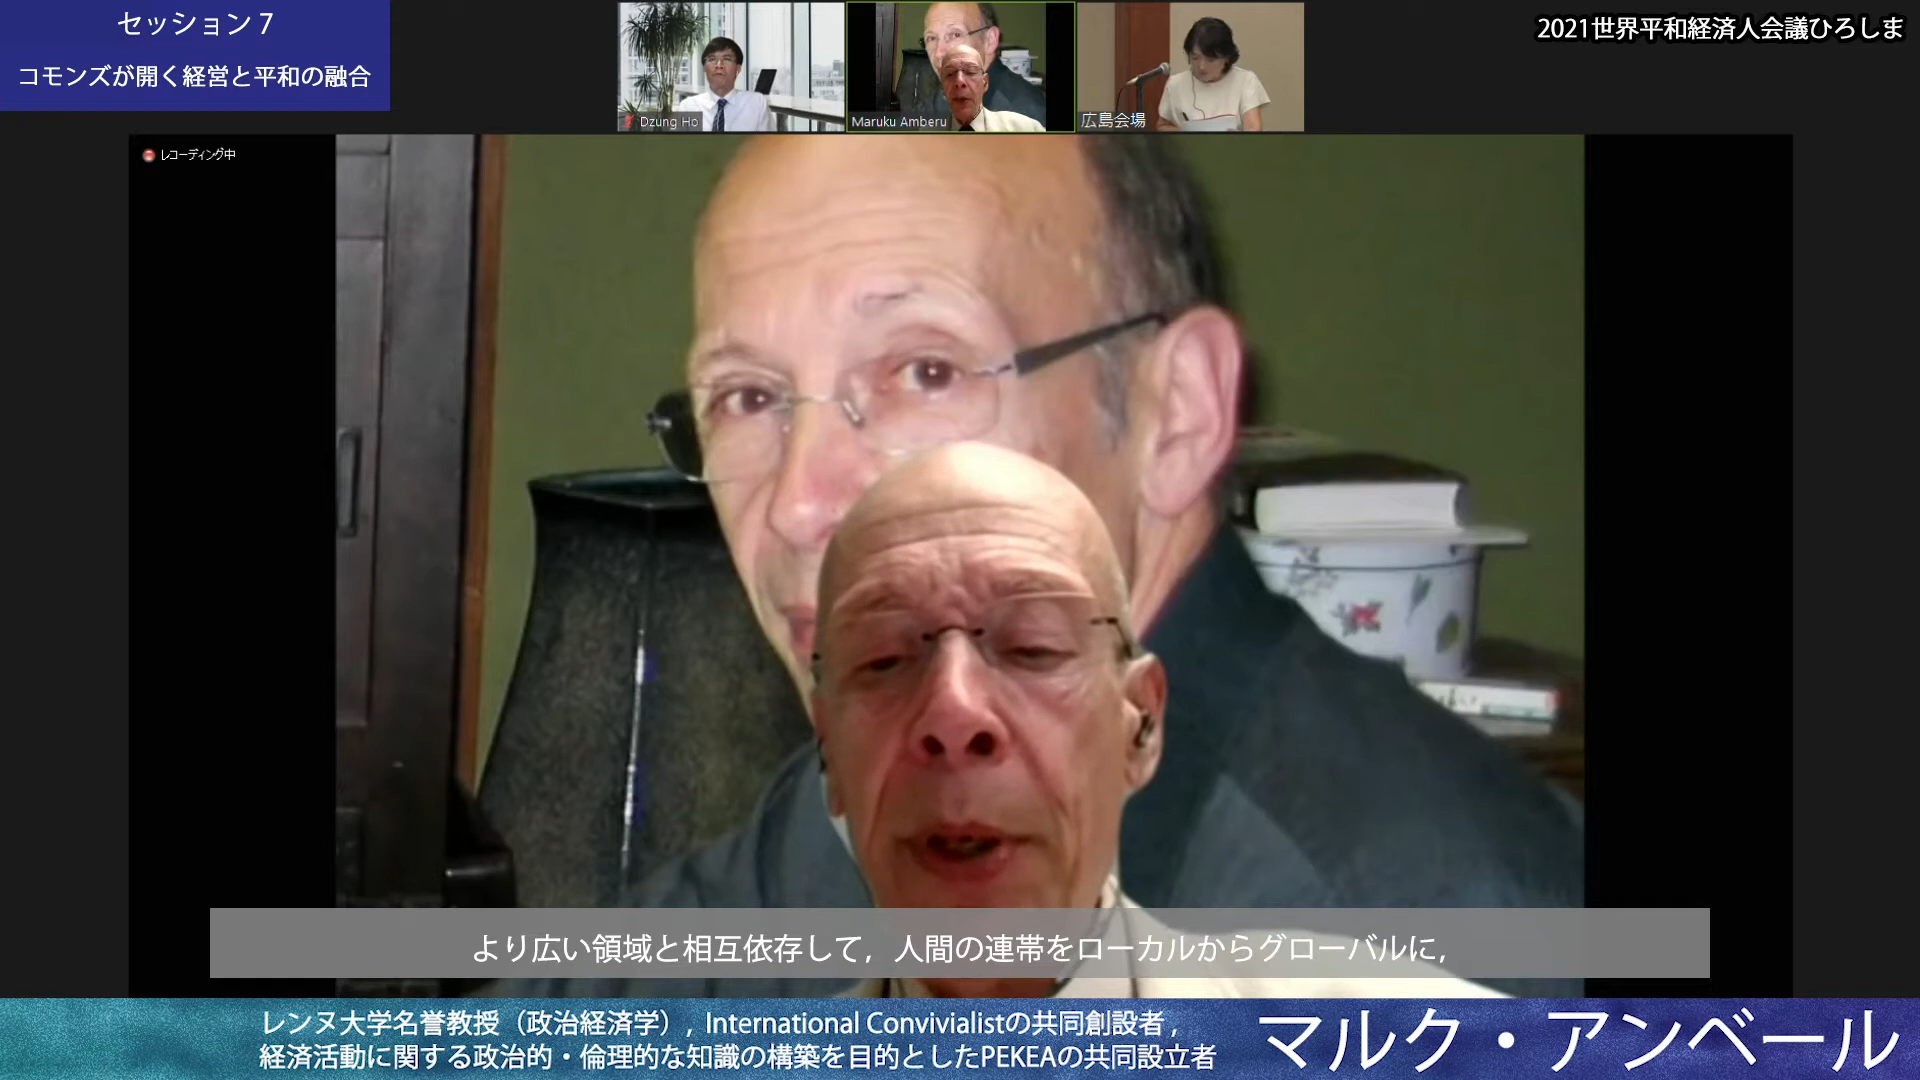 セッション7
コモンズが開く経営と平和の融合
2021世界平和経済人会議ひろしま
Dzung Ho
Maruku Amberu
広島会場
レコーディング中
より広い領域と相互依存して，人間の連帯をローカルからグローバルに，
レンヌ大学名誉教授（政治経済学），International Convivialistの共同創設者，
経済活動に関する政治的・倫理的な知識の構築を目的としたPEKEAの共同設立者
マルク・アンベール